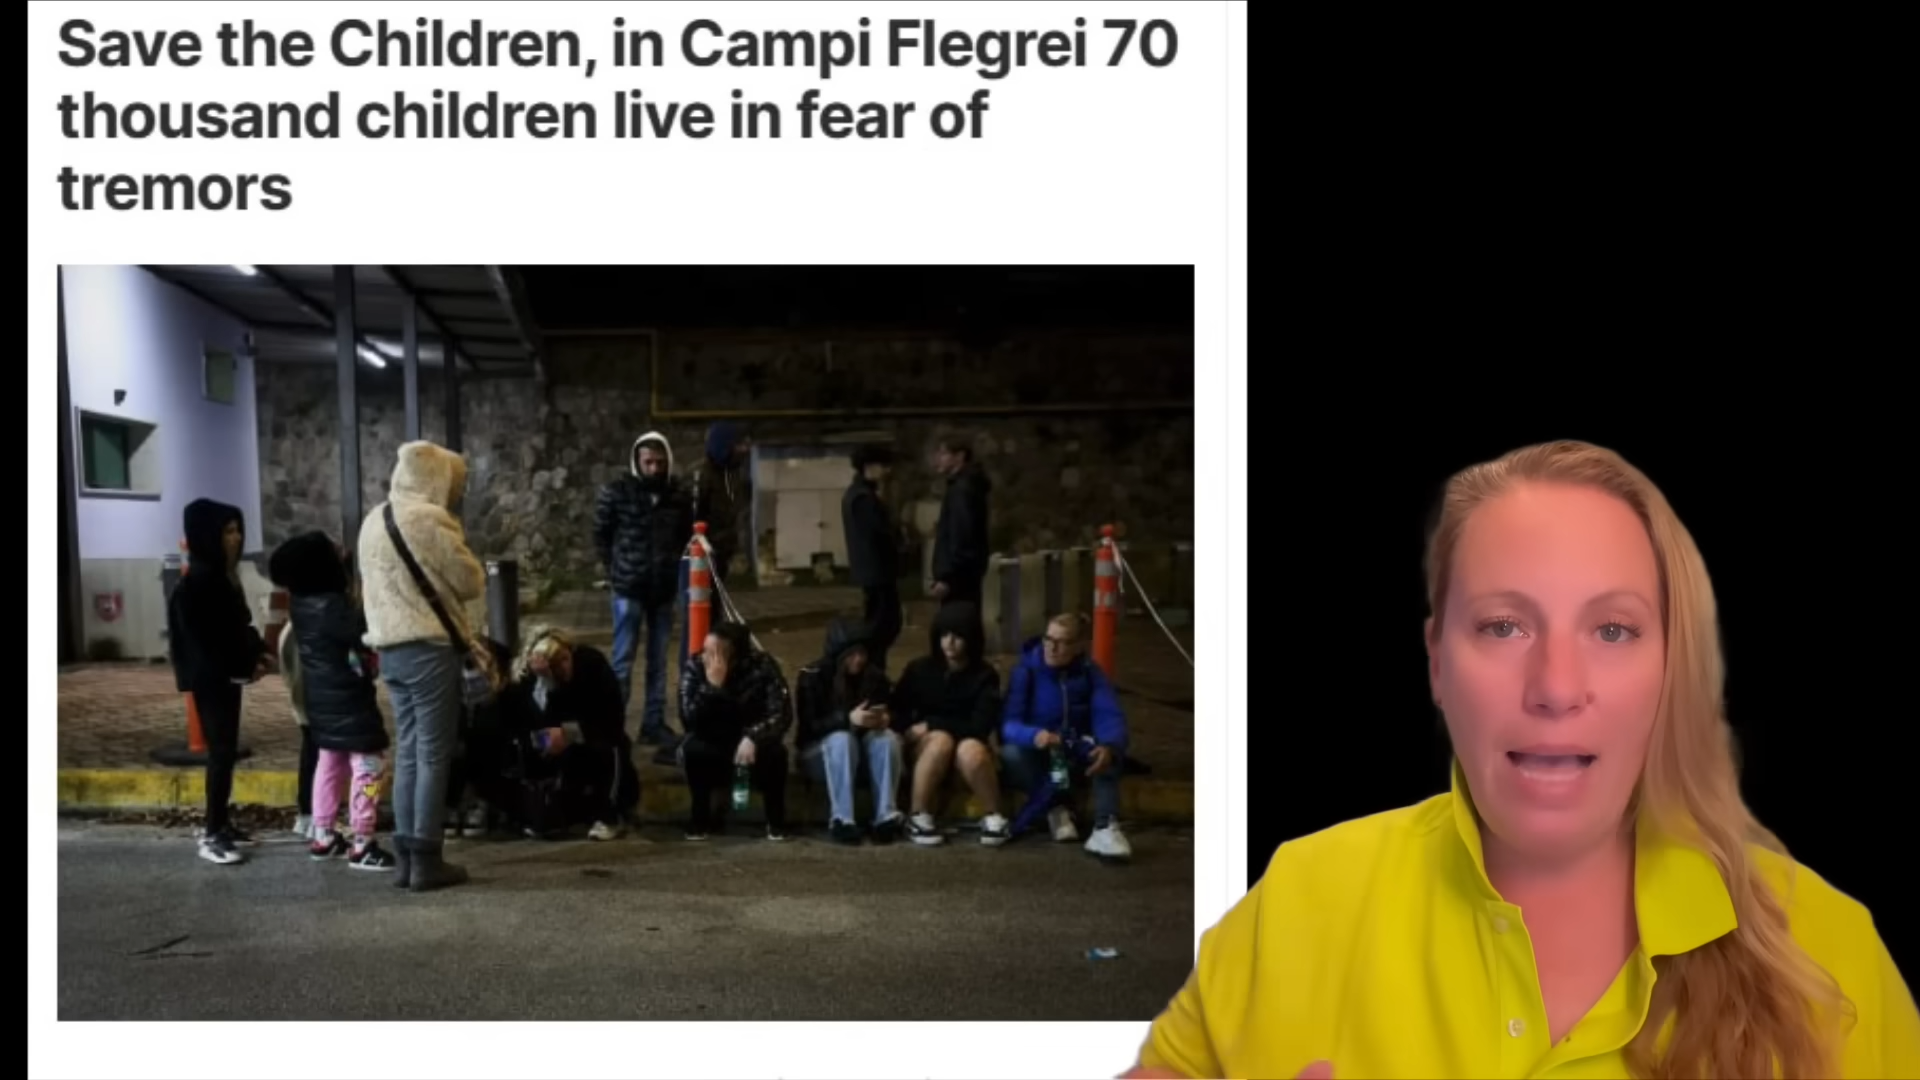 Save the Children, in Campi Flegrei 70
thousand children live in fear of
tremors